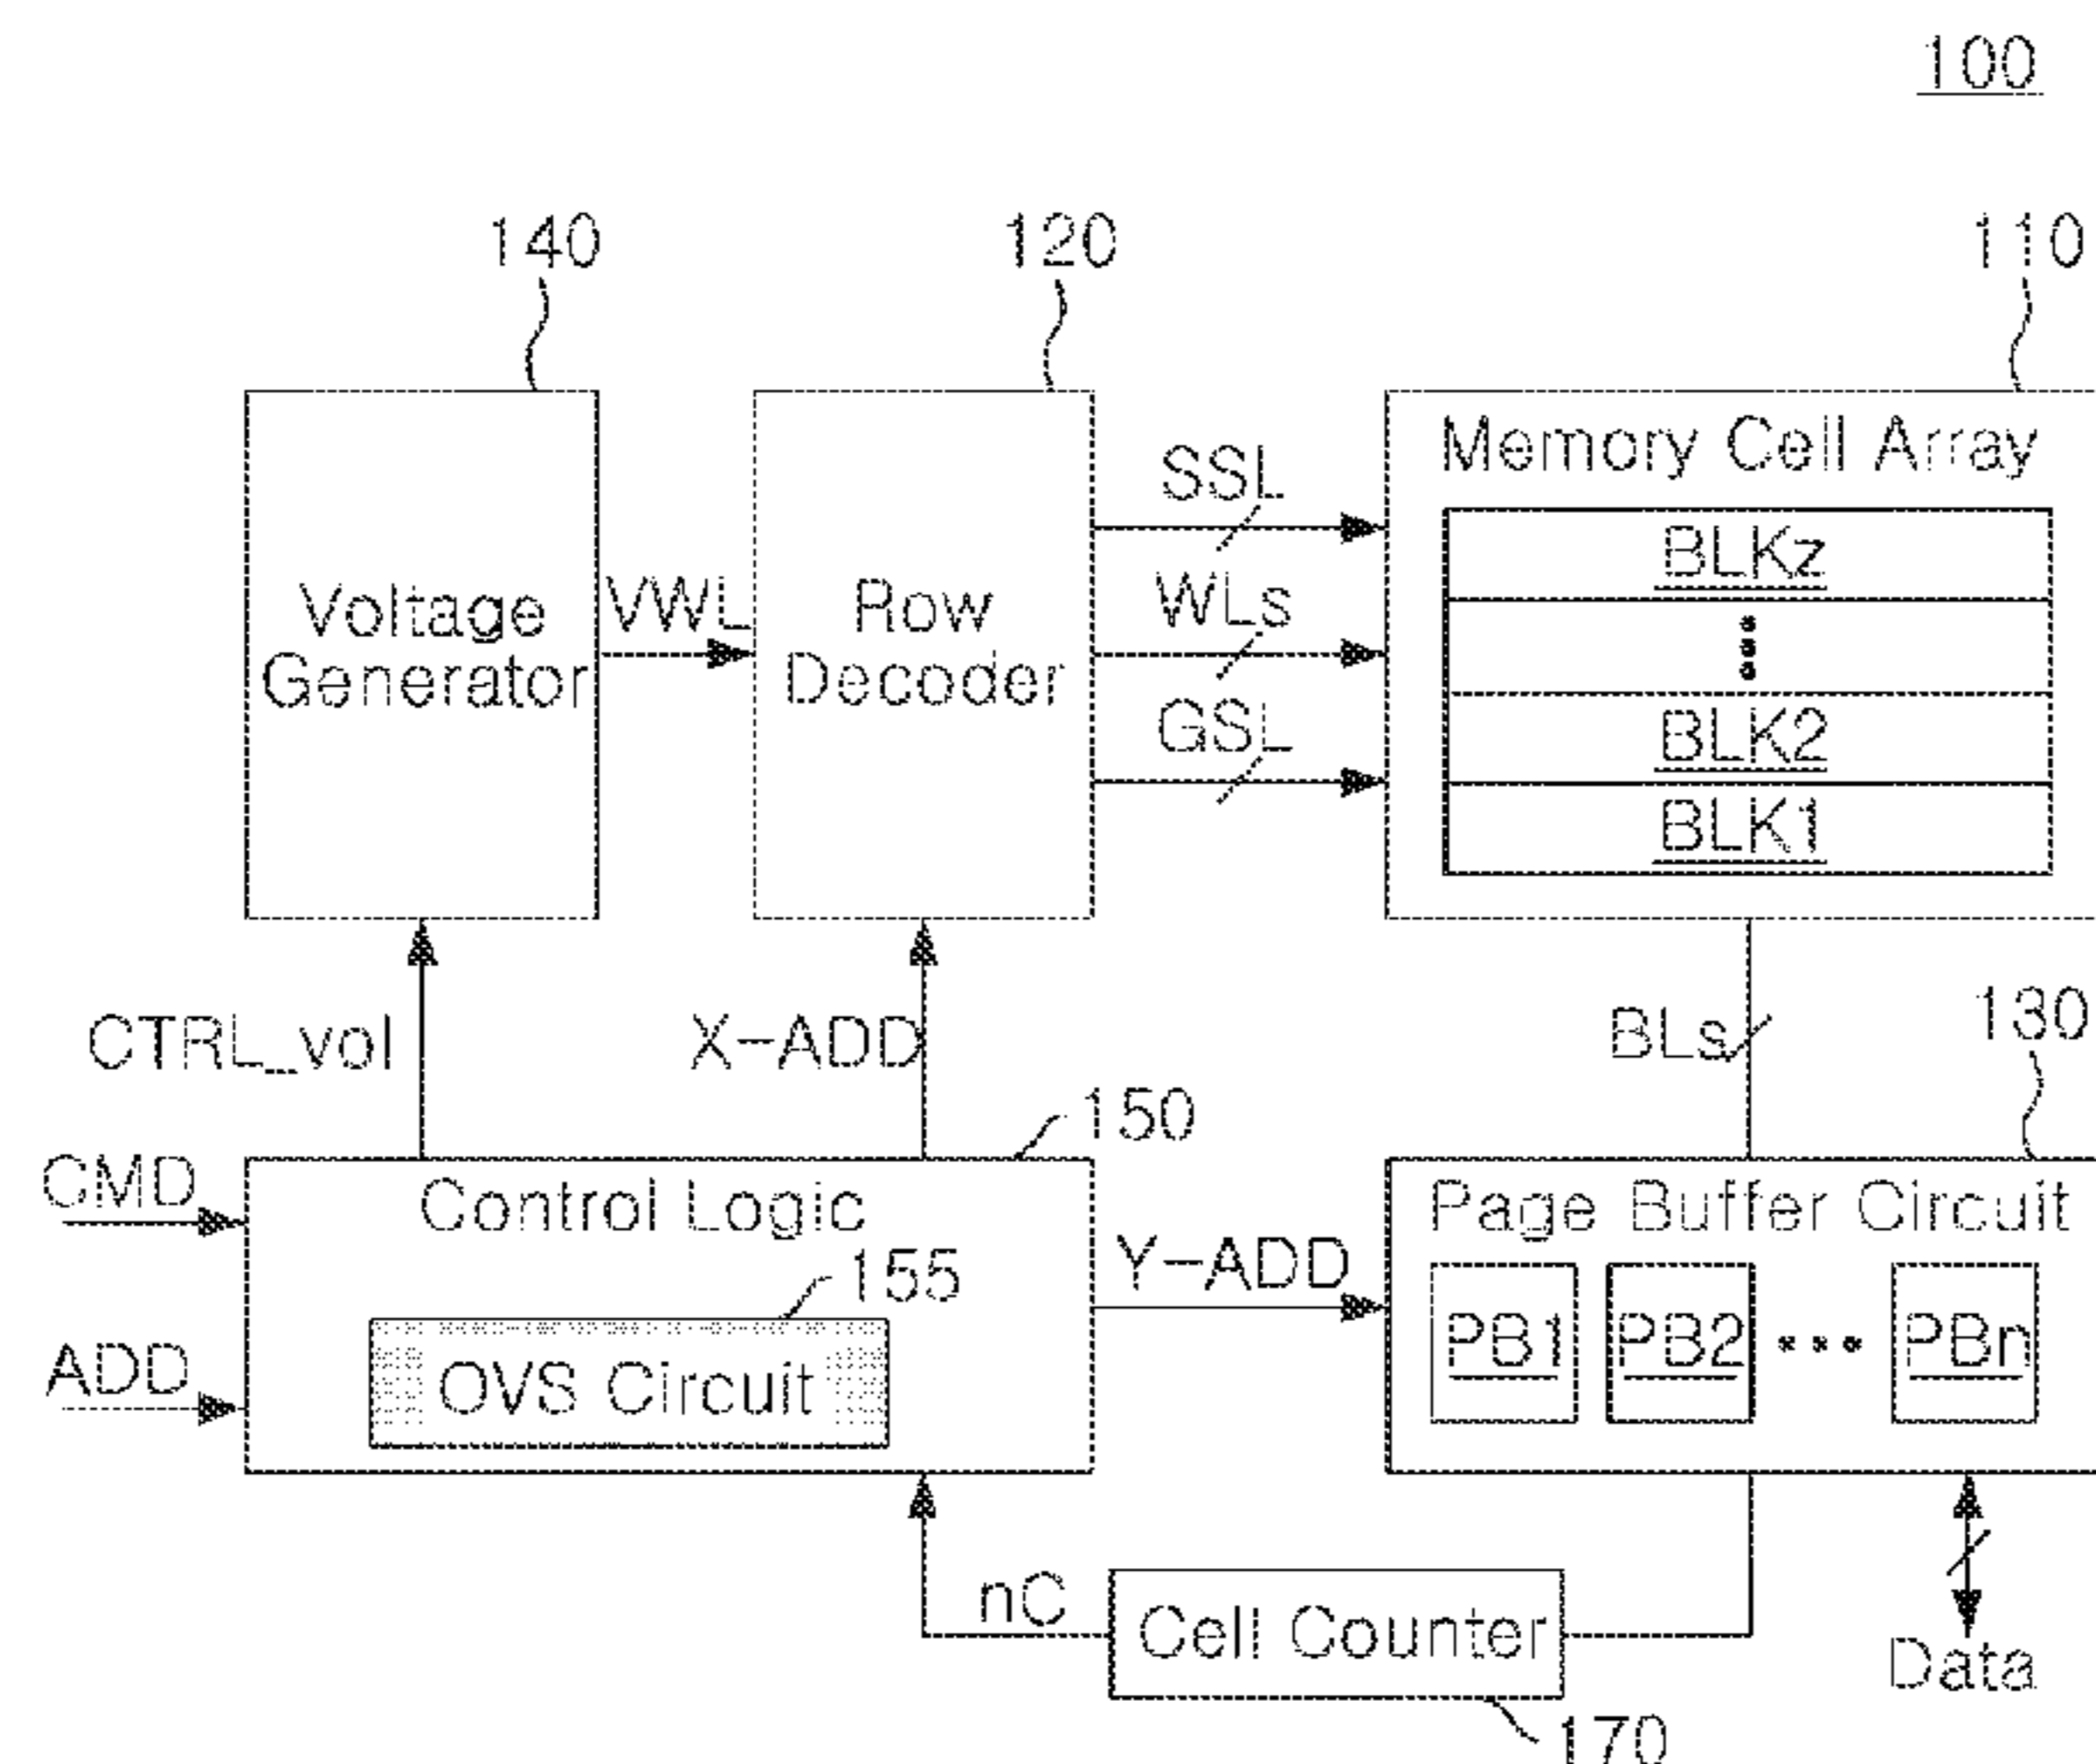 100
140
120
110
Memory Cell Array
SSL
BLKz
Voltage
Generator
VWL
Row
Decoder
WLs
GSL
BLK2
BLK1
CTRL_vol
X-ADD
BLs
130
150
CMD
Control Logic
Page Buffer Circuit
Y-ADD
155
ADD
OVS Circuit
PB1
PB2
•••
PBn
nC
Cell Counter
Data
170